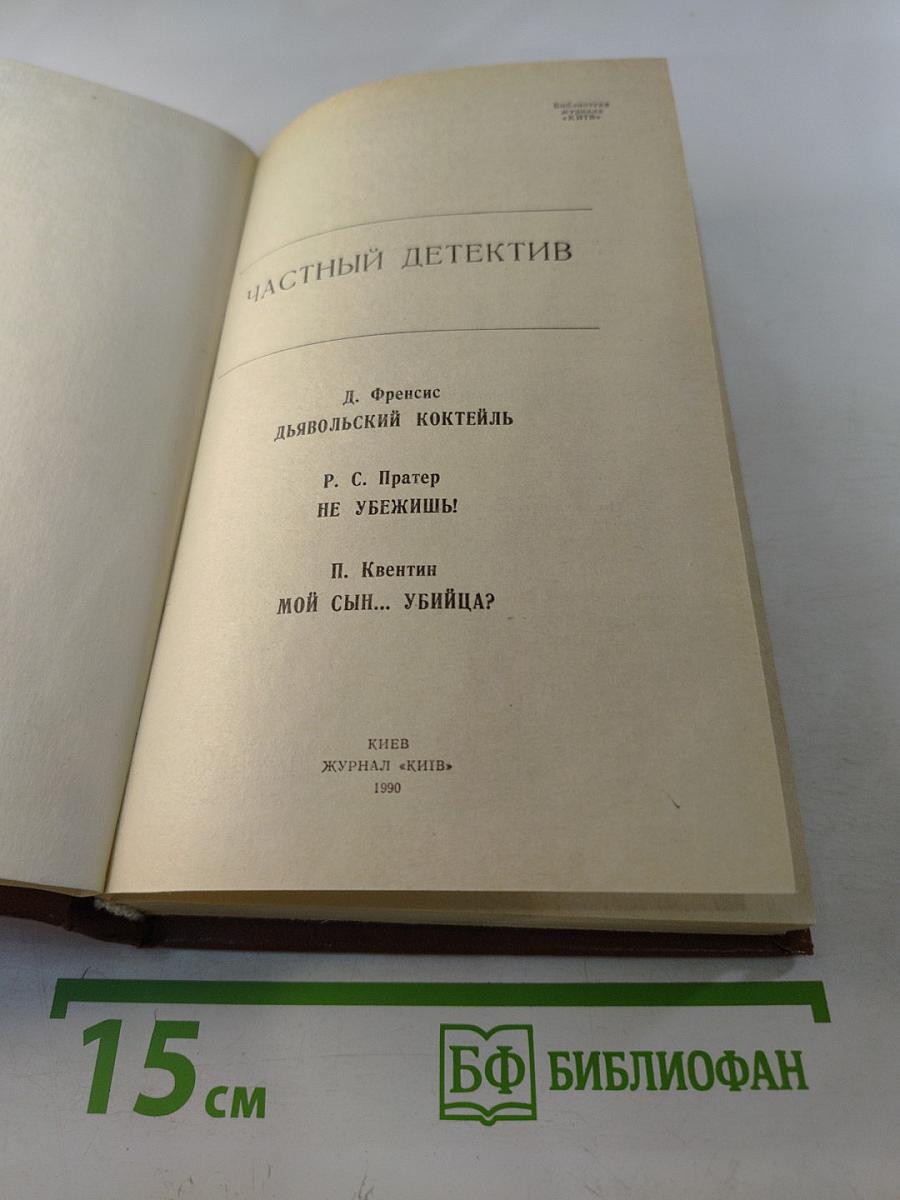 Библиотека
журнала
«КИЇВ»
ЧАСТНЫЙ ДЕТЕКТИВ
Д. Френсис
ДЬЯВОЛЬСКИЙ КОКТЕЙЛЬ
Р. С. Пратер
НЕ УБЕЖИШЬ!
П. Квентин
МОЙ СЫН... УБИЙЦА?
КИЕВ
ЖУРНАЛ «КИЇВ»
1990
15 см
БФ БИБЛИОФАН